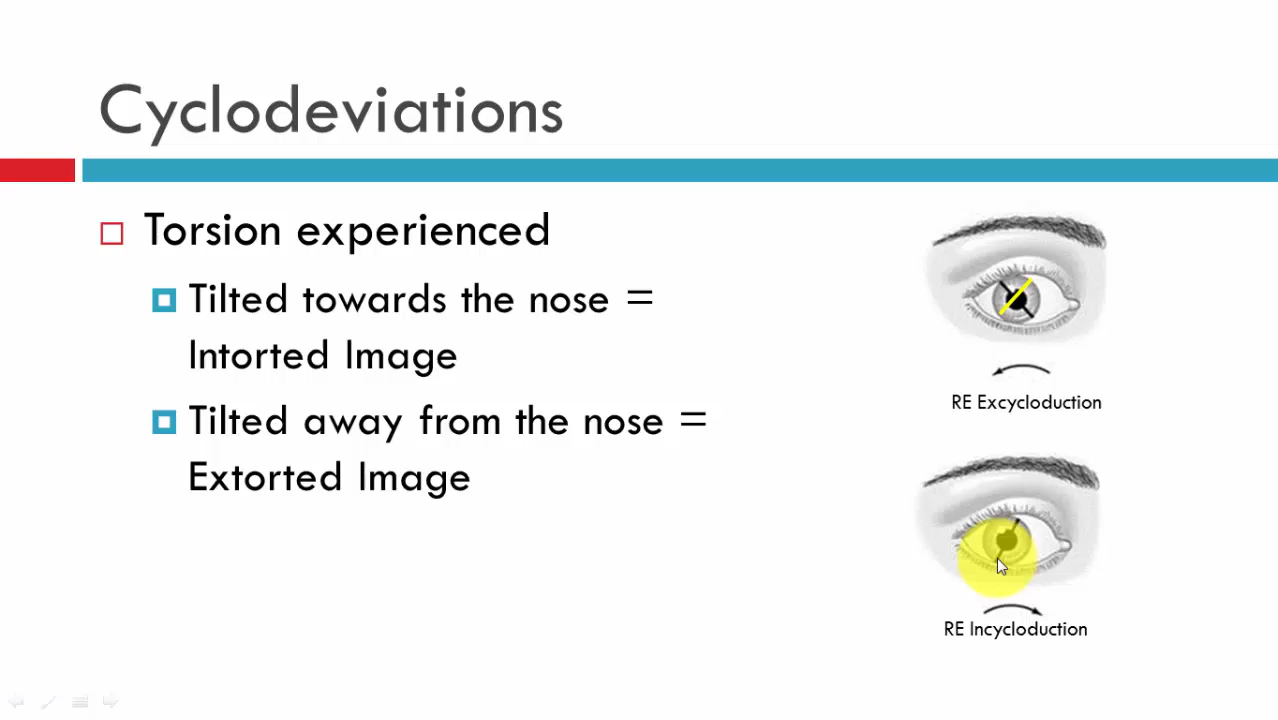 Cyclodeviations
Torsion experienced
Tilted towards the nose =
Intorted Image
Tilted away from the nose =
Extorted Image
RE Excycloduction
RE Incycloduction